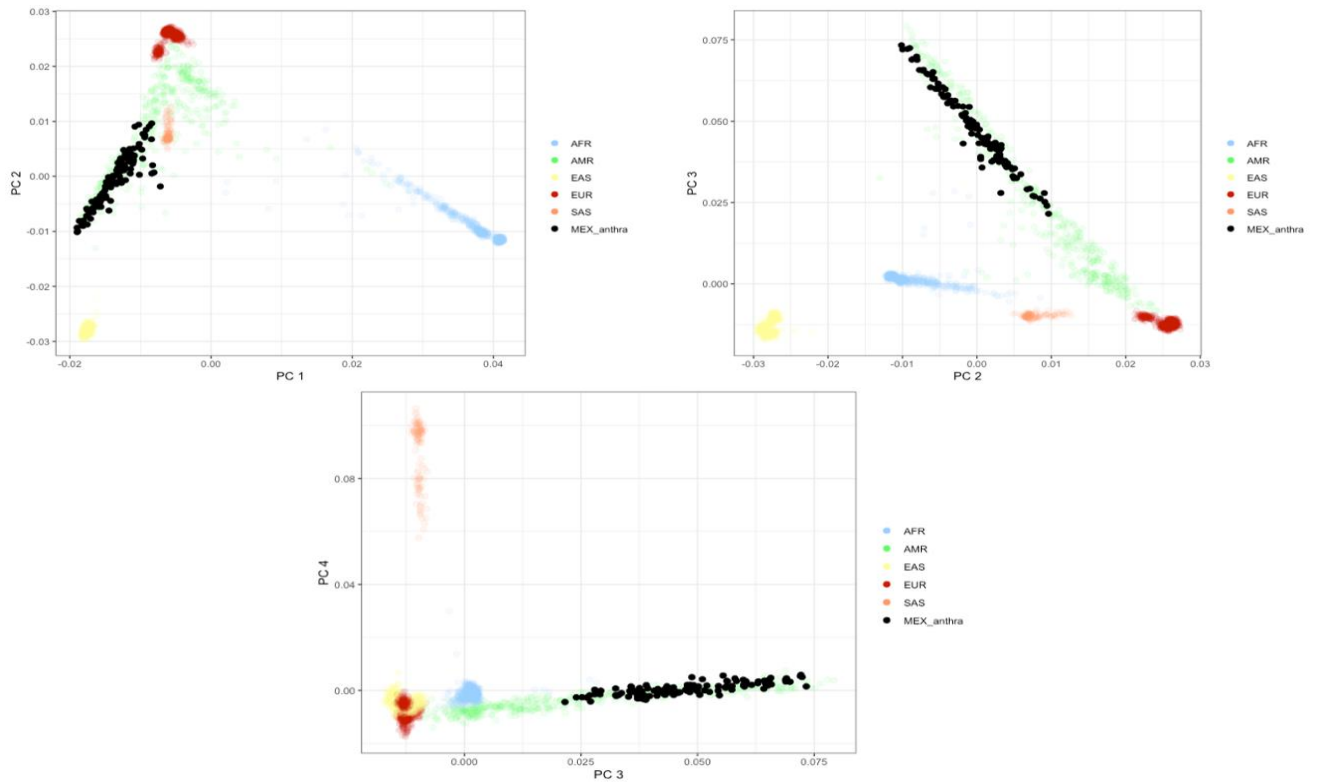 0.03
0.02
0.01
0.00
-0.01
-0.02
-0.03
PC 2
-0.02
0.00
0.02
0.04
PC 1
AFR
AMR
EAS
EUR
SAS
MEX_anthra
0.075
0.050
0.025
0.000
PC 3
-0.03
-0.02
-0.01
0.00
0.01
0.02
0.03
PC 2
AFR
AMR
EAS
EUR
SAS
MEX_anthra
0.08
0.04
0.00
PC 4
0.000
0.025
0.050
0.075
PC 3
AFR
AMR
EAS
EUR
SAS
MEX_anthra